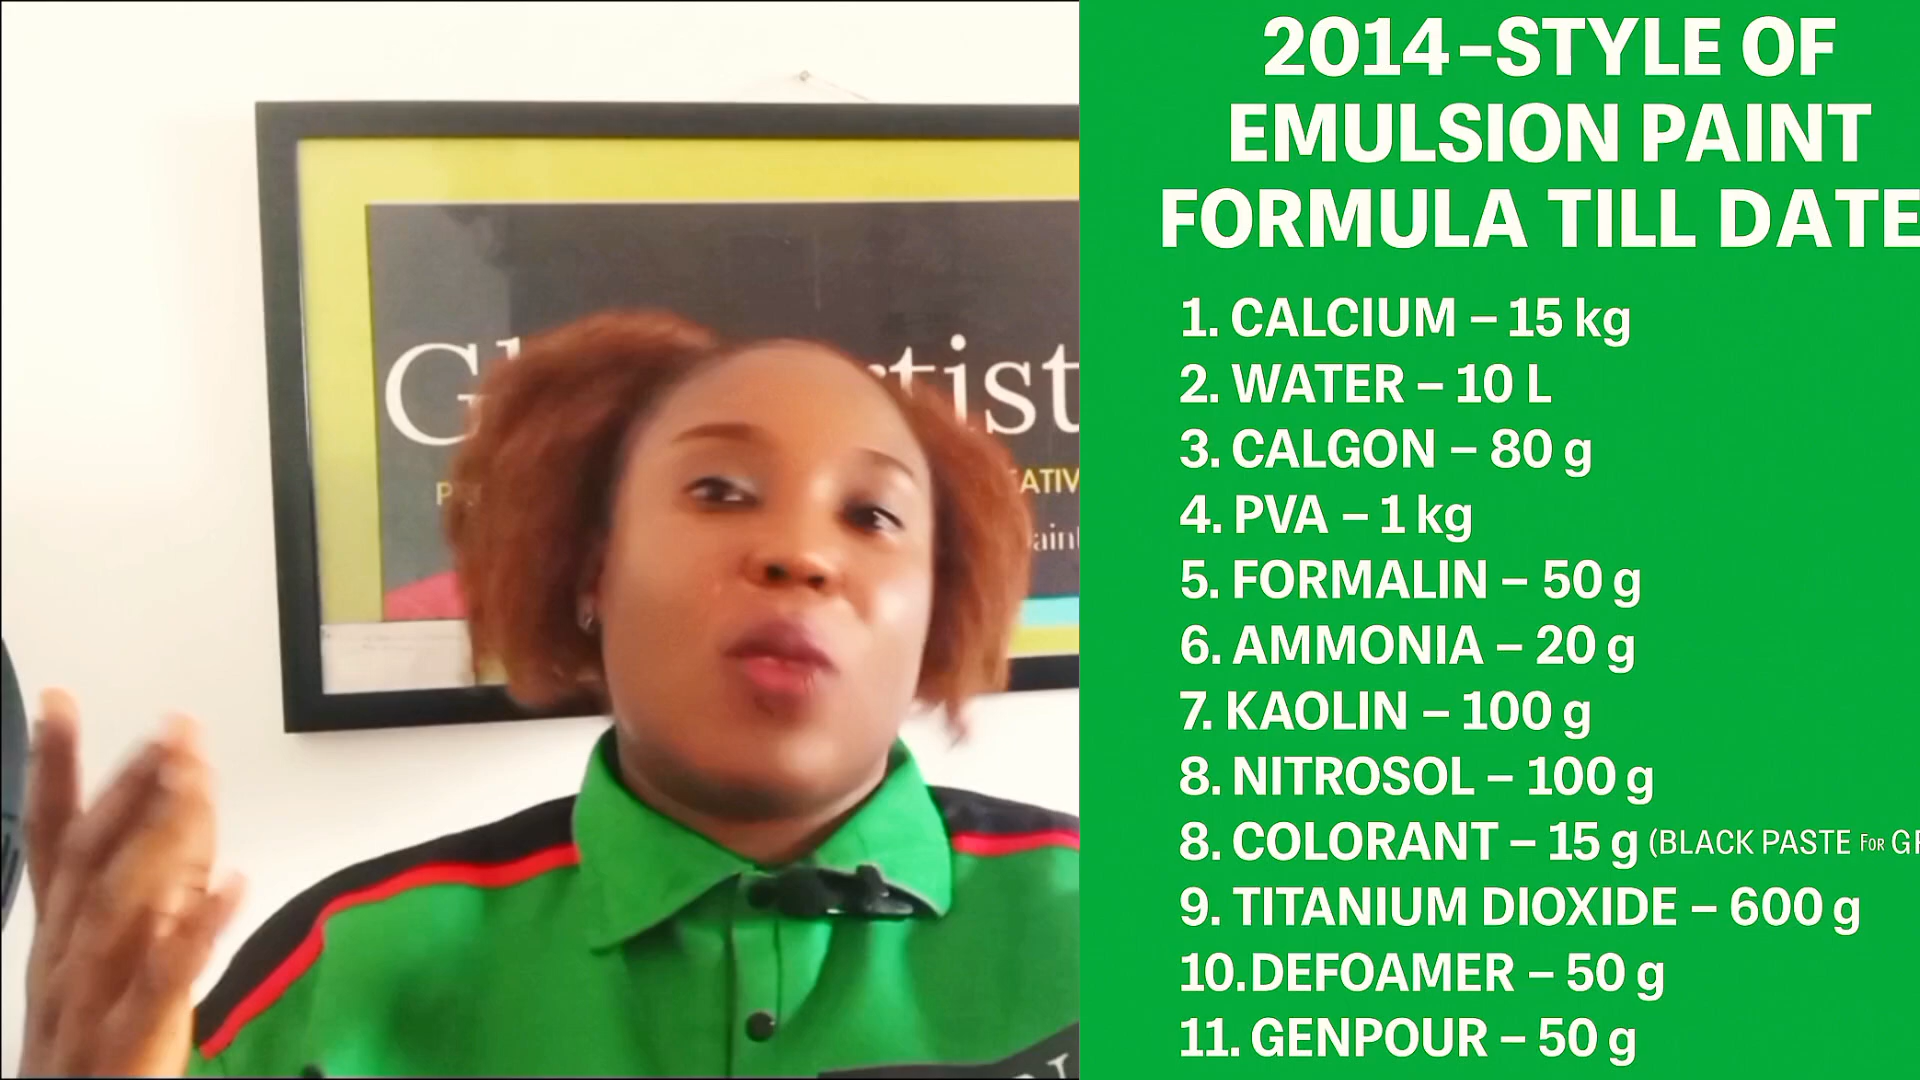 2014–STYLE OF
EMULSION PAINT
FORMULA TILL DATE
1. CALCIUM – 15 kg
2. WATER – 10 L
3. CALGON – 80 g
4. PVA – 1 kg
5. FORMALIN – 50 g
6. AMMONIA – 20 g
7. KAOLIN – 100 g
8. NITROSOL – 100 g
8. COLORANT – 15 g (BLACK PASTE FOR
9. TITANIUM DIOXIDE – 600 g
10. DEFOAMER – 50 g
11. GENPOUR – 50 g